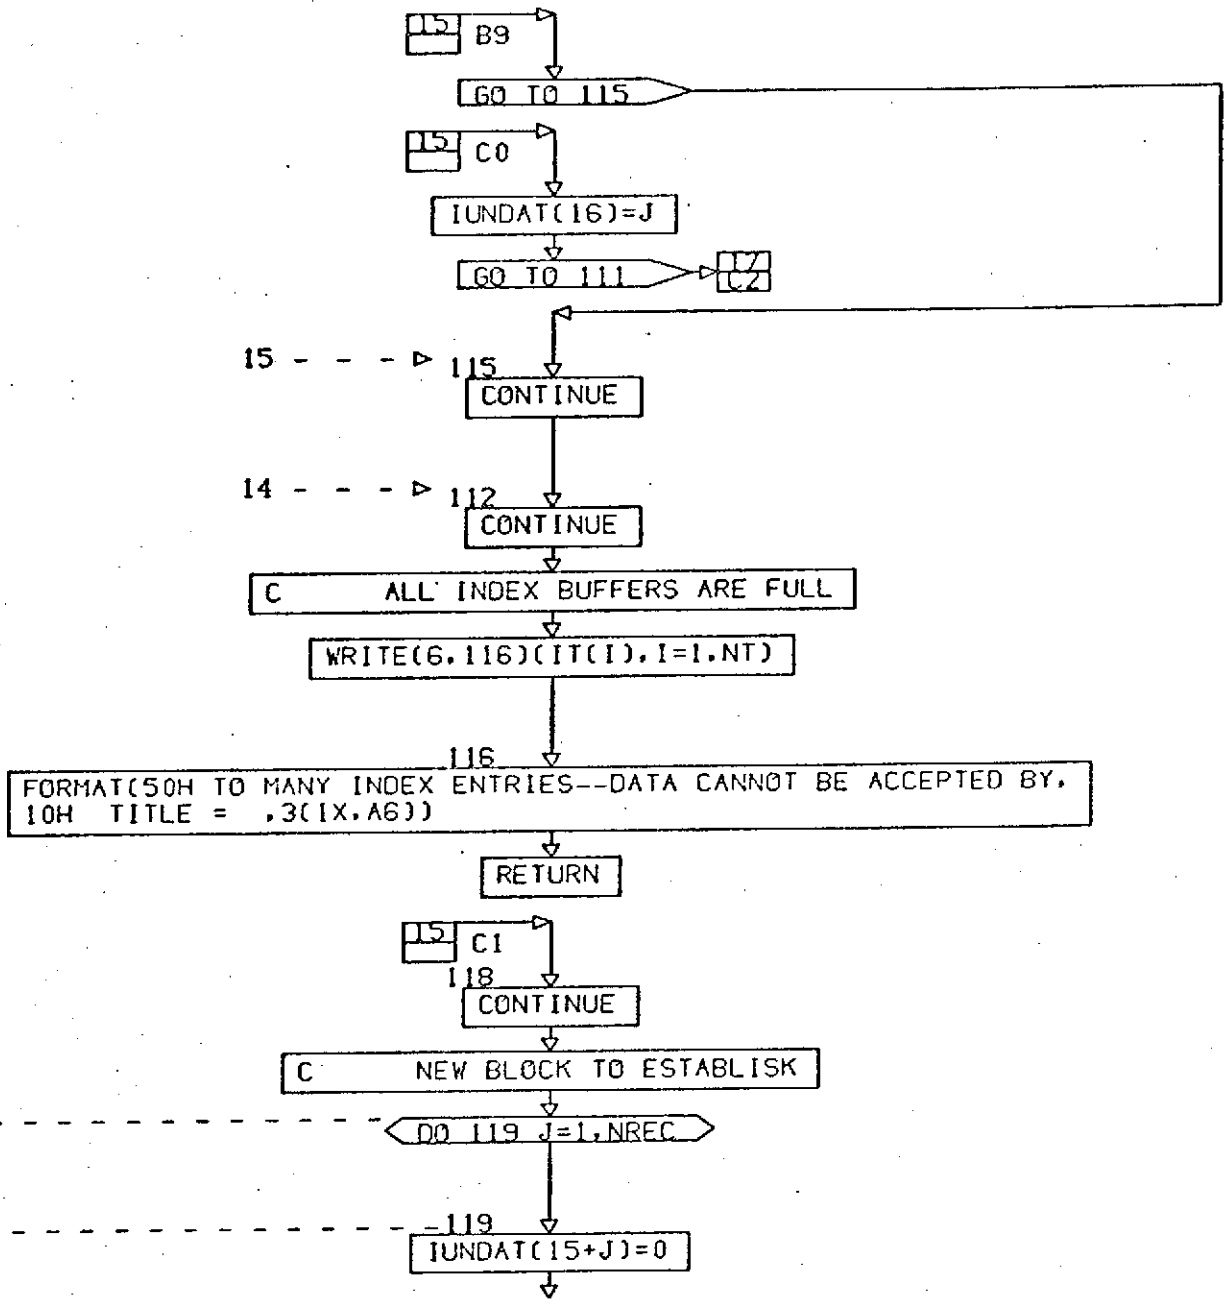 15
B9
GO TO 115
15
C0
IUNDAT(16)=J
GO TO 111
17
C2
15 - - - 115
CONTINUE
14 - - - 112
CONTINUE
C ALL INDEX BUFFERS ARE FULL
WRITE(6,116)(IT(I),I=1,NT)
116
FORMAT(50H TO MANY INDEX ENTRIES--DATA CANNOT BE ACCEPTED BY,
10H TITLE = ,3(1X,A6))
RETURN
15
C1
118
CONTINUE
C NEW BLOCK TO ESTABLISK
DO 119 J=1,NREC
119
IUNDAT(15+J)=0